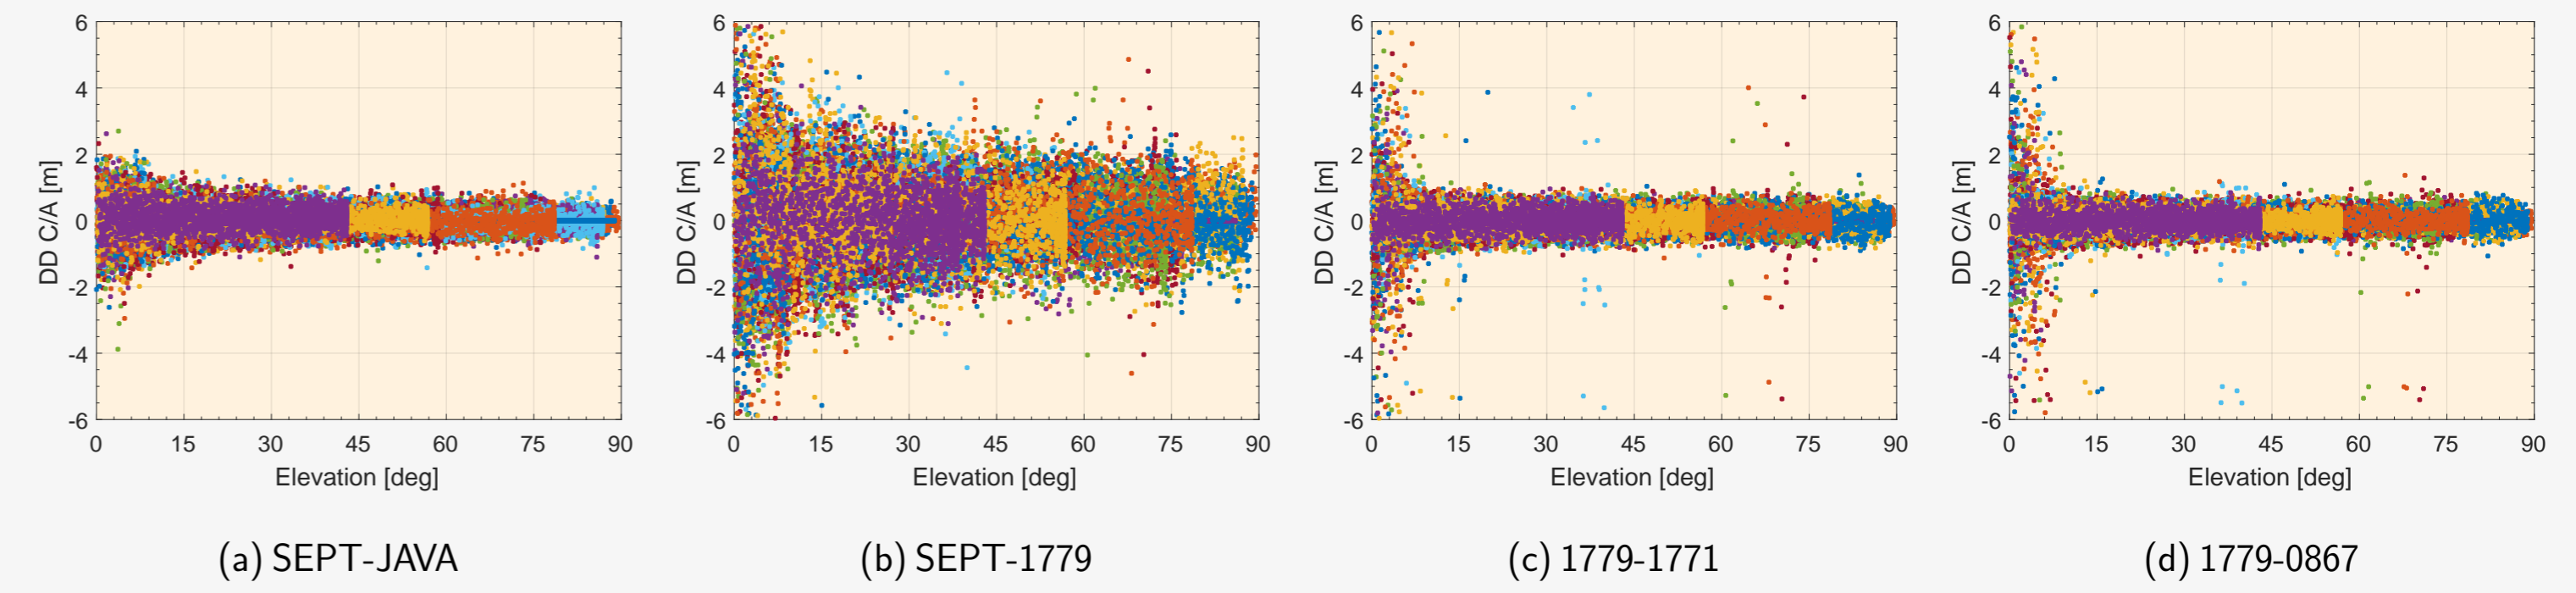 6 6 6 6
4 4 4 4
2 2 2 2
0 0 0 0
-2 -2 -2 -2
-4 -4 -4 -4
-6 -6 -6 -6
DD C/A [m] DD C/A [m] DD C/A [m] DD C/A [m]
0 15 30 45 60 75 90 0 15 30 45 60 75 90 0 15 30 45 60 75 90 0 15 30 45 60 75 90
Elevation [deg] Elevation [deg] Elevation [deg] Elevation [deg]
(a) SEPT-JAVA (b) SEPT-1779 (c) 1779-1771 (d) 1779-0867